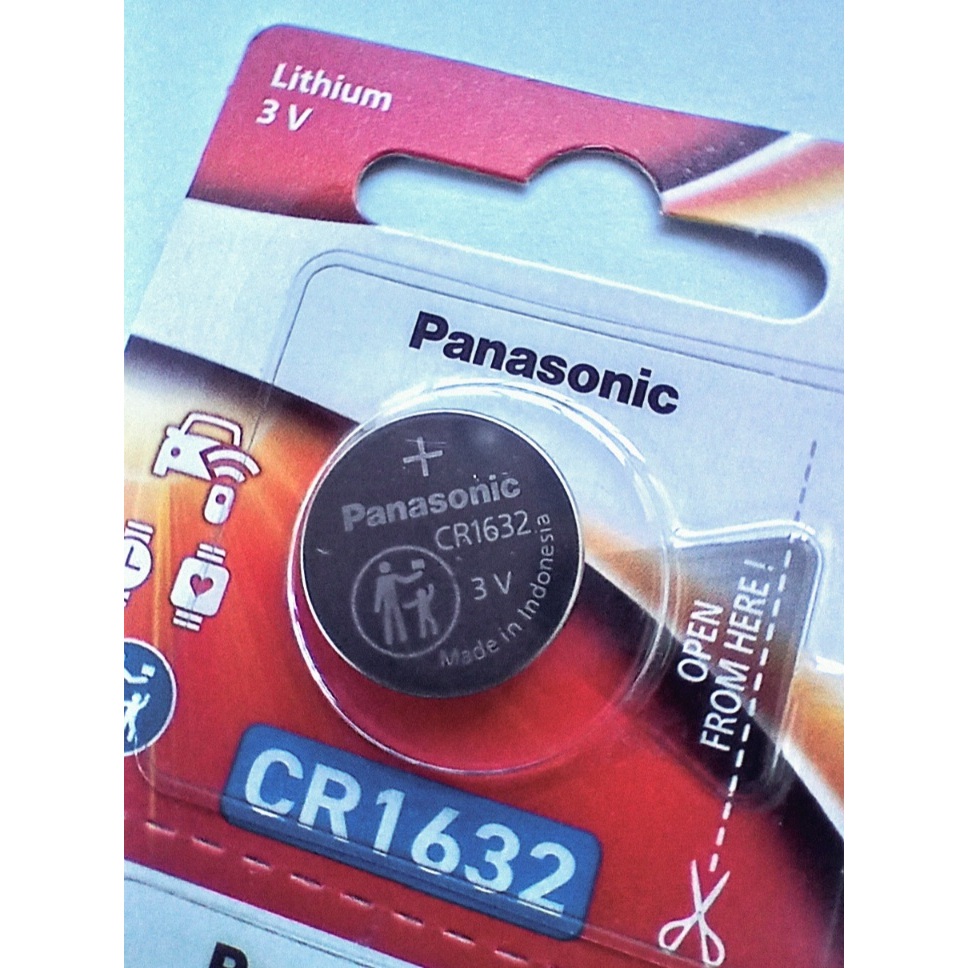 Lithium
3 V
Panasonic
+
Panasonic
CR1632
3 V
Made in Indonesia
OPEN
FROM HERE !
CR1632